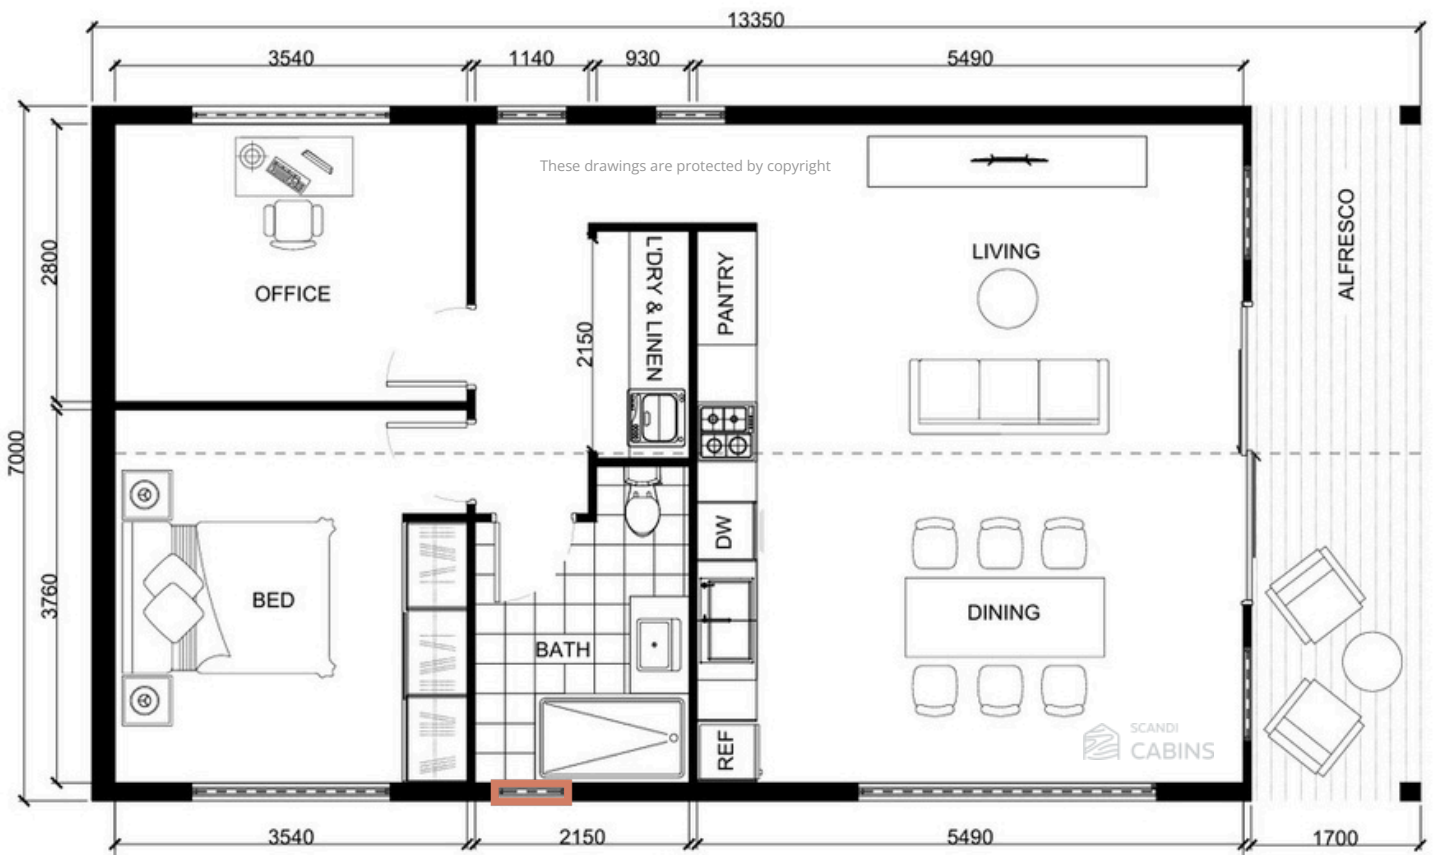 13350
3540
1140
930
5490
These drawings are protected by copyright
ALFRESCO
L'DRY & LINEN
PANTRY
LIVING
2800
OFFICE
2150
7000
DW
3760
BED
DINING
BATH
REF
SCANDI
CABINS
3540
2150
5490
1700